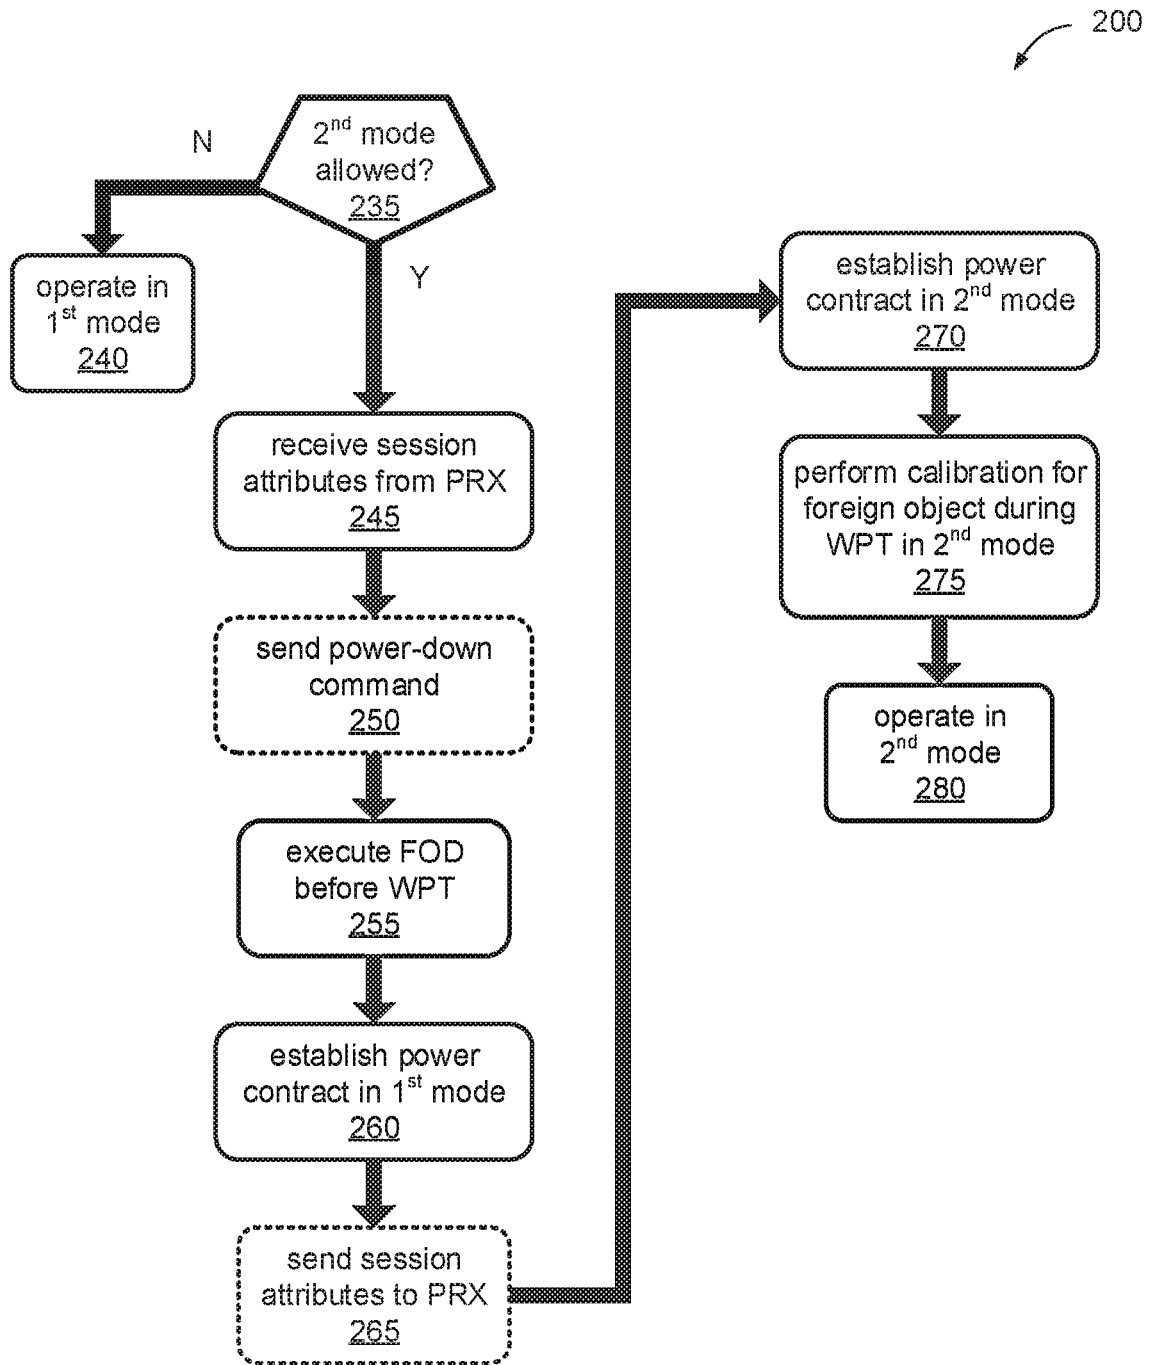 200
2nd mode
allowed?
235
N
Y
operate in
1st mode
240
receive session
attributes from PRX
245
send power-down
command
250
execute FOD
before WPT
255
establish power
contract in 1st mode
260
send session
attributes to PRX
265
establish power
contract in 2nd mode
270
perform calibration for
foreign object during
WPT in 2nd mode
275
operate in
2nd mode
280